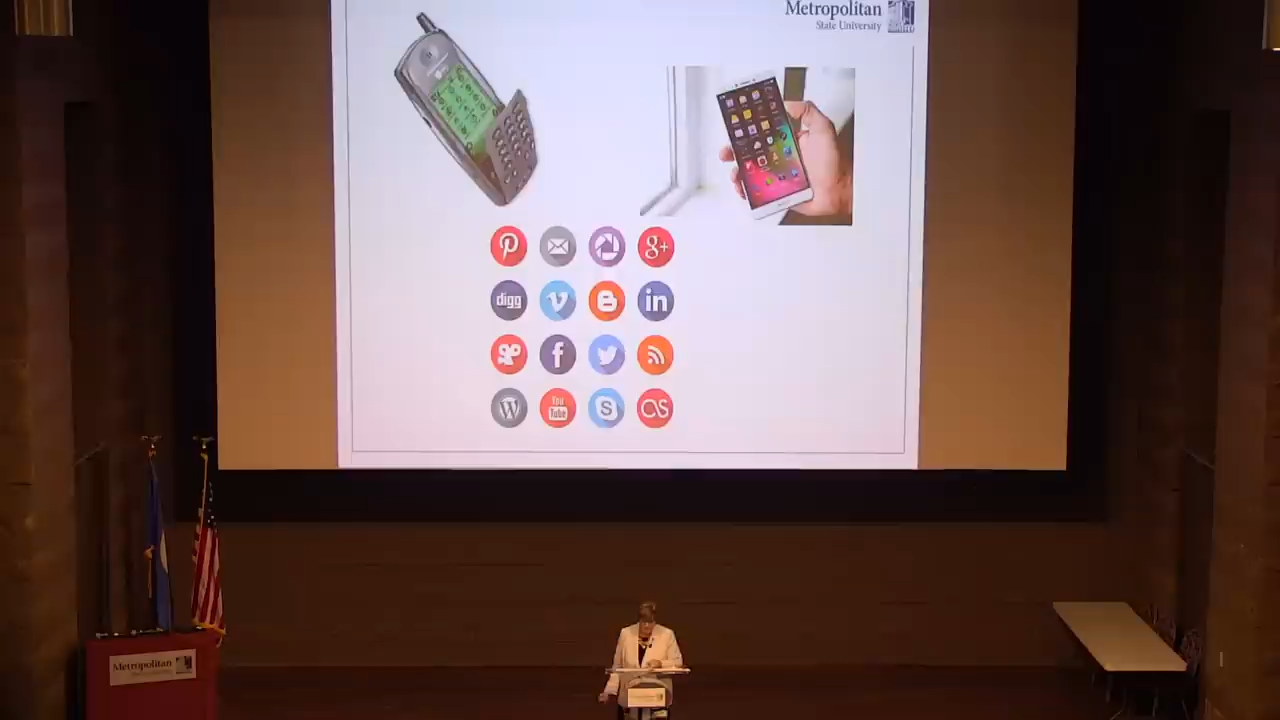 Metropolitan
State University
g+
digg
in
f
You
Tube
S
Metropolitan